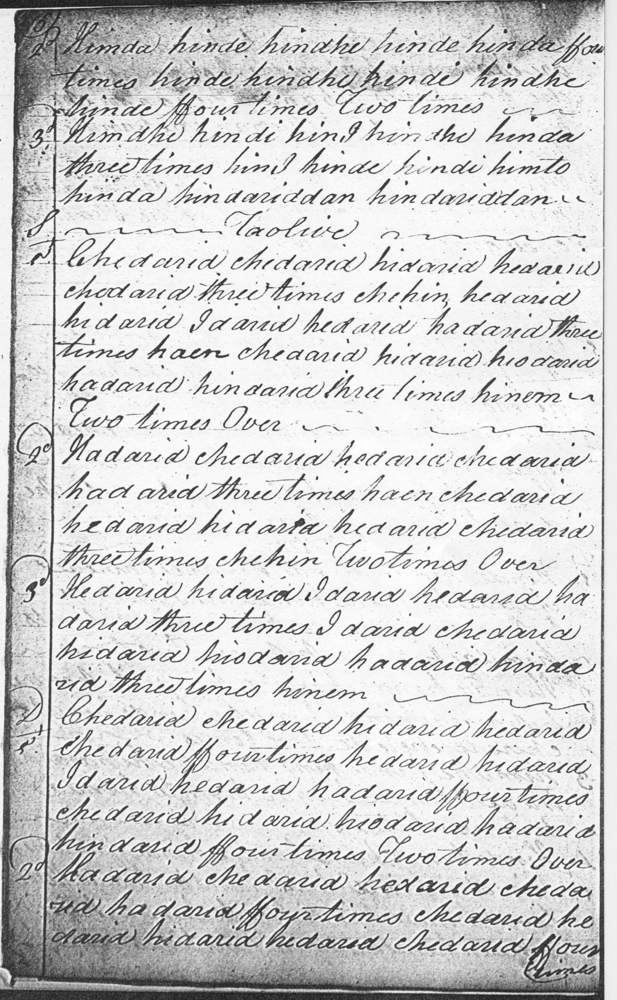 2d Himda hinde hindhe hinde hinda ffour
times hinde hindhe hinde hindhe
hinde ffour times Two times
3d Himdhe hindi hinI hindhe hinda
three times hinI hinde hindi himto
hinda hindariddan hindariddan
S Taolive
1 Chedarid chedarid hidarid hedarid
chedarid three times chehin, hedarid
hidarid Idarid hedarid hadarid three
times haen chedarid hidarid hiodarid
hadarid hindarid three times hinem
Two times Over
2d Hadarid chedarid hedarid chedarid
hadarid three times haen chedarid
hedarid hidarid hedarid chedarid
three times chehin Two times Over
3d Hedarid hidarid Idarid hedarid ha
darid three times I darid chedarid
hidarid hiodarid hadarid hinda
rid three times hinem
D Chedarid chedarid hidarid hedarid
chedarid ffour times hedarid hidarid
Idarid hedarid hadarid ffour times
chedarid hidarid hiodarid hadarid
hindarid ffour times Two times Over
2d Hadarid chedarid hedarid cheda
rid hadarid ffour times chedarid he
darid hidarid hedarid chedarid ffour
times